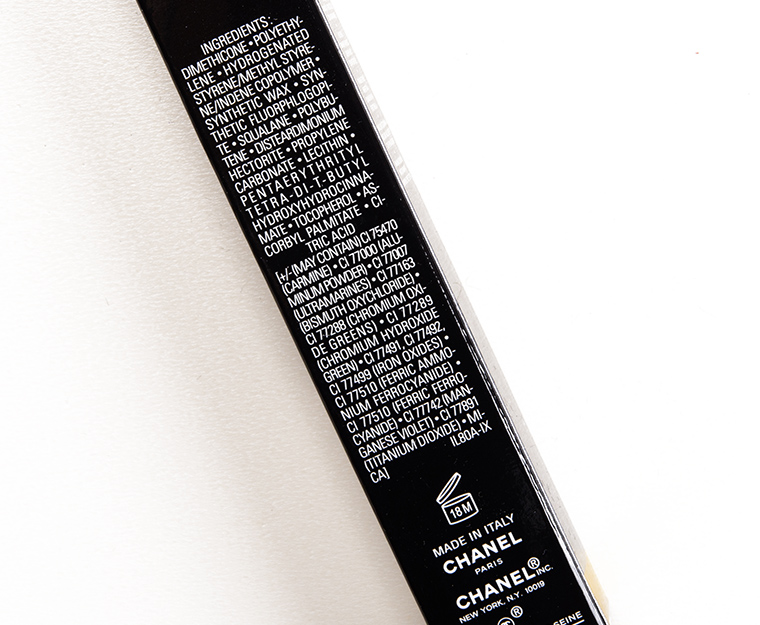 INGREDIENTS:
DIMETHICONE • POLYETHY-
LENE • HYDROGENATED
STYRENE/METHYL STYRE-
NE/INDENE COPOLYMER •
SYNTHETIC WAX • SYN-
THETIC FLUORPHLOGOPI-
TE • SQUALANE • POLYBU-
TENE • DISTEARDIMONIUM
HECTORITE • PROPYLENE
CARBONATE • LECITHIN •
PENTAERYTHRITYL
TETRA-DI-T-BUTYL
HYDROXYHYDROCINNA-
MATE • TOCOPHEROL • AS-
CORBYL PALMITATE • CI-
TRIC ACID
[+/- (MAY CONTAIN) CI 75470
(CARMINE) • CI 77000 (ALU-
MINUM POWDER) • CI 77007
(ULTRAMARINES) • CI 77163
(BISMUTH OXYCHLORIDE) •
CI 77288 (CHROMIUM OXI-
DE GREENS) • CI 77289
(CHROMIUM HYDROXIDE
GREEN) • CI 77491, CI 77492,
CI 77499 (IRON OXIDES) •
CI 77510 (FERRIC AMMO-
NIUM FERROCYANIDE) •
CI 77510 (FERRIC FERRO-
CYANIDE) • CI 77742 (MAN-
GANESE VIOLET) • CI 77891
(TITANIUM DIOXIDE) • MI-
CA] IL80A-IX
18 M
MADE IN ITALY
CHANEL
PARIS
CHANEL® INC.
NEW YORK, N.Y. 10019
®
SEINE